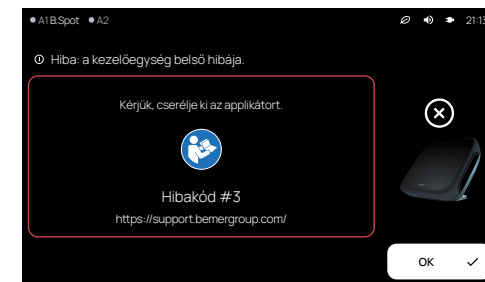 A1 B.Spot A2 21:13
Hiba: a kezelőegység belső hibája.
Kérjük, cserélje ki az applikátort.
Hibakód #3
https://support.bemergroup.com/
OK